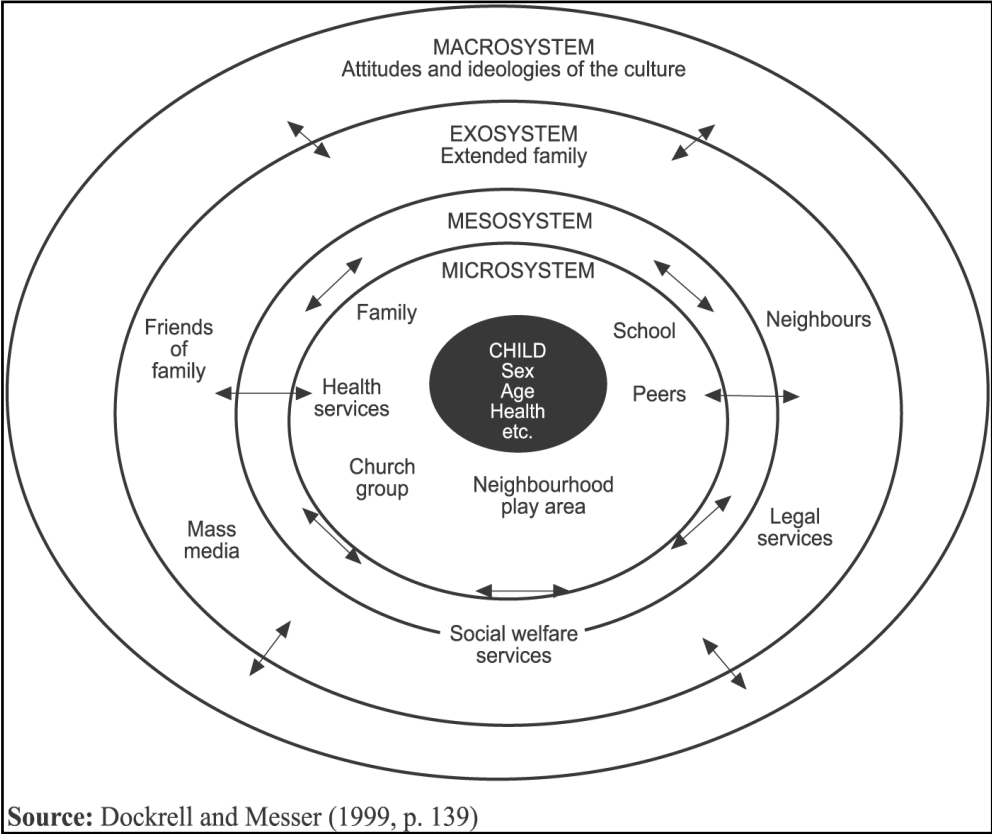 MACROSYSTEM
Attitudes and ideologies of the culture
EXOSYSTEM
Extended family
MESOSYSTEM
MICROSYSTEM
Family
School
Neighbours
Friends
of
family
CHILD
Sex
Age
Health
etc.
Health
services
Peers
Church
group
Neighbourhood
play area
Mass
media
Legal
services
Social welfare
services
Source: Dockrell and Messer (1999, p. 139)